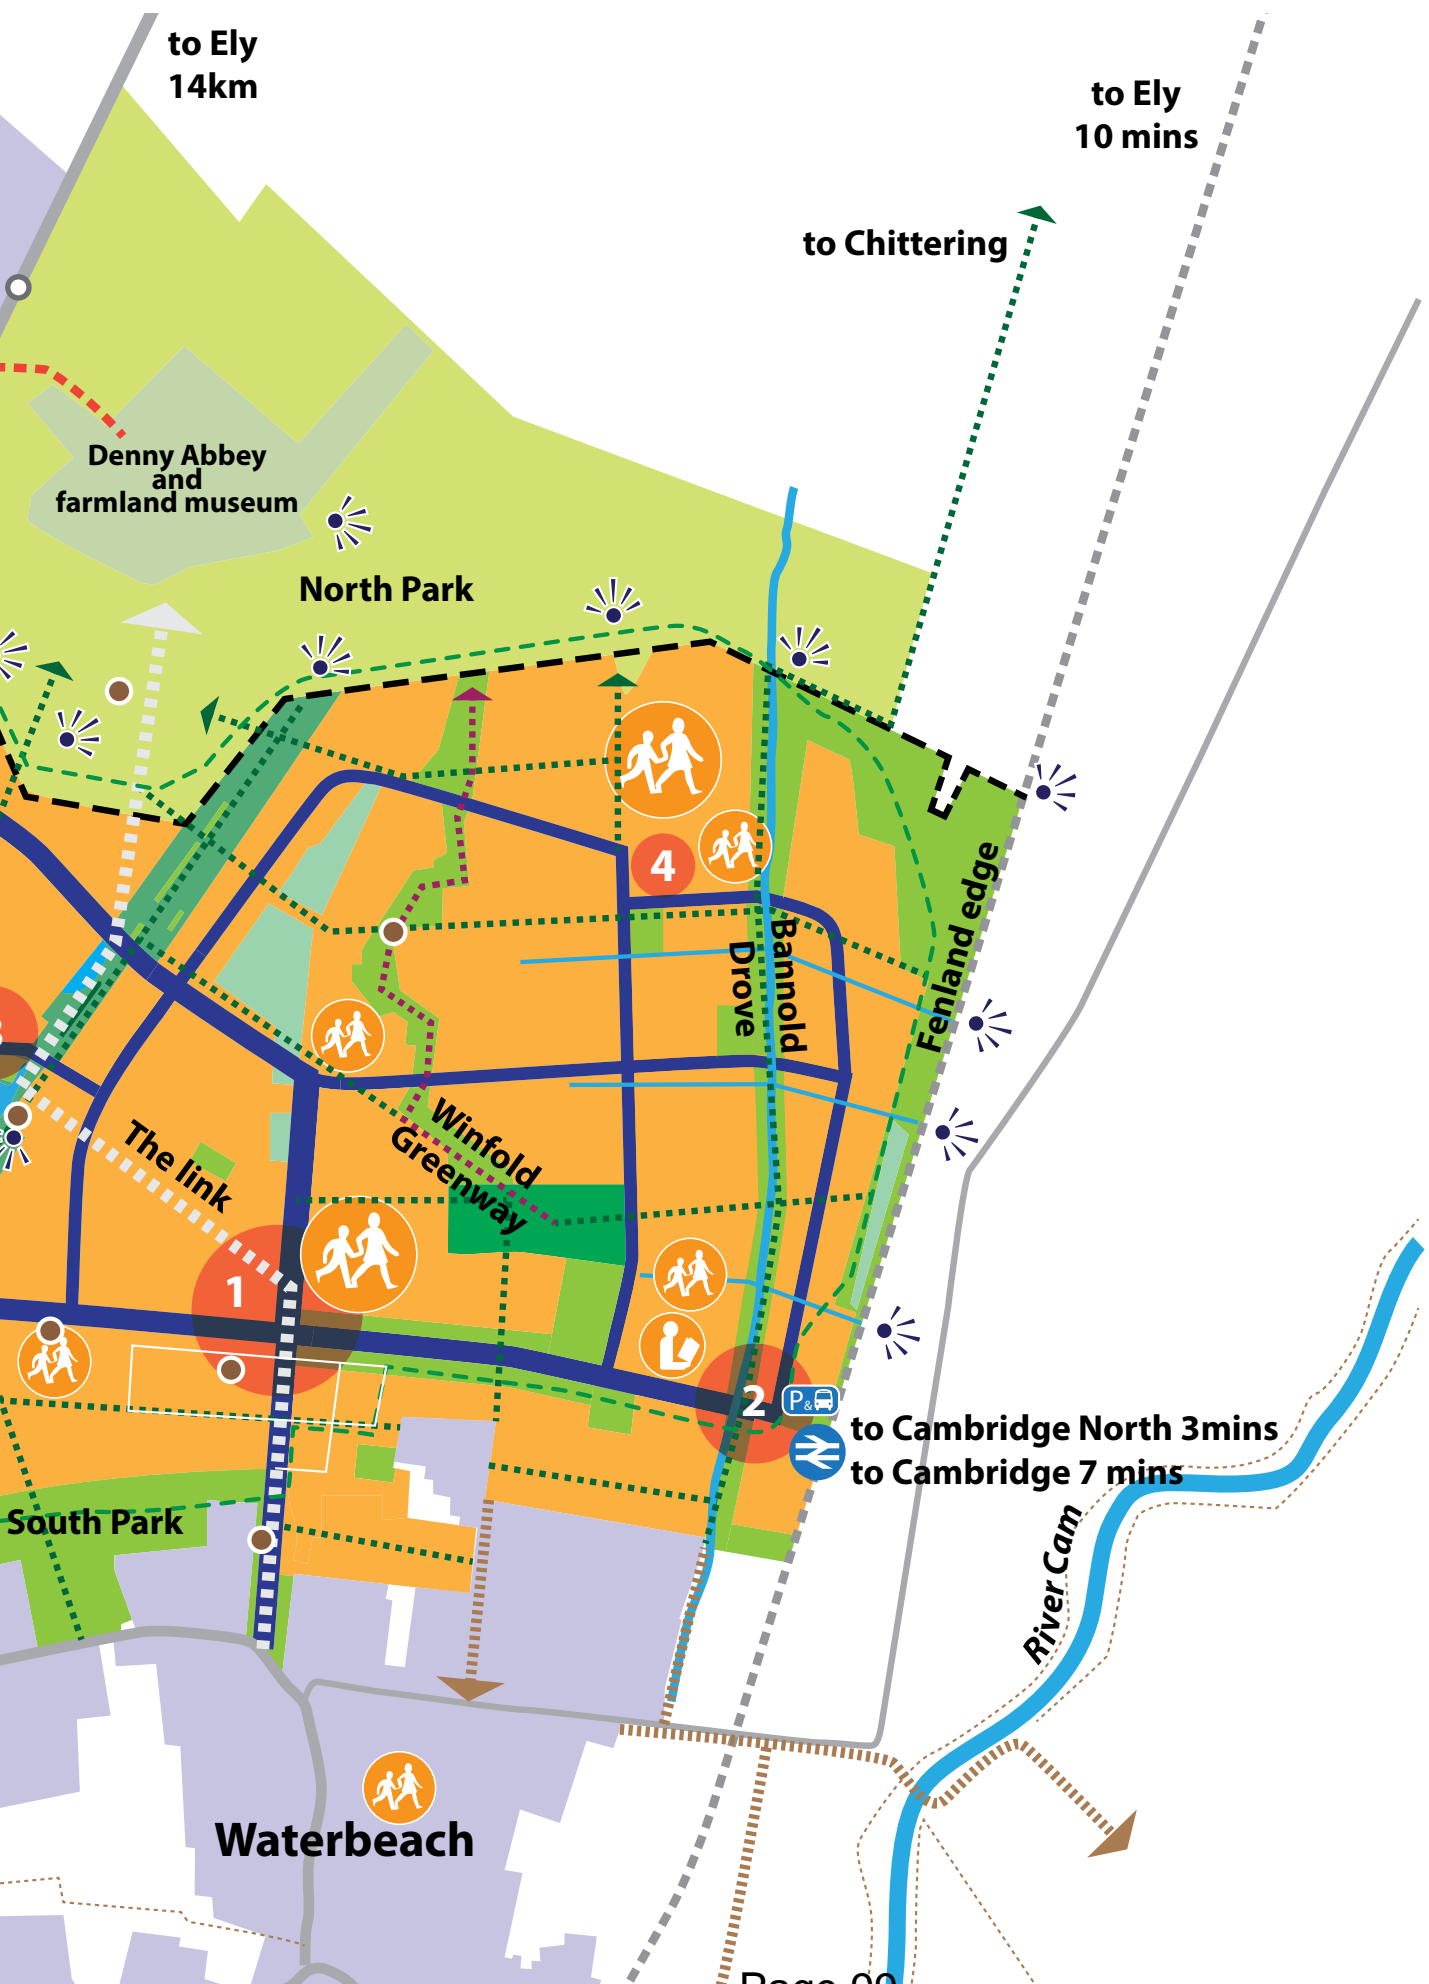 to Ely
14km
to Ely
10 mins
to Chittering
Denny Abbey
and
farmland museum
North Park
4
Fenland edge
Bannold
Drove
Winfold
Greenway
The link
1
2
P&
to Cambridge North 3mins
to Cambridge 7 mins
South Park
River Cam
Waterbeach